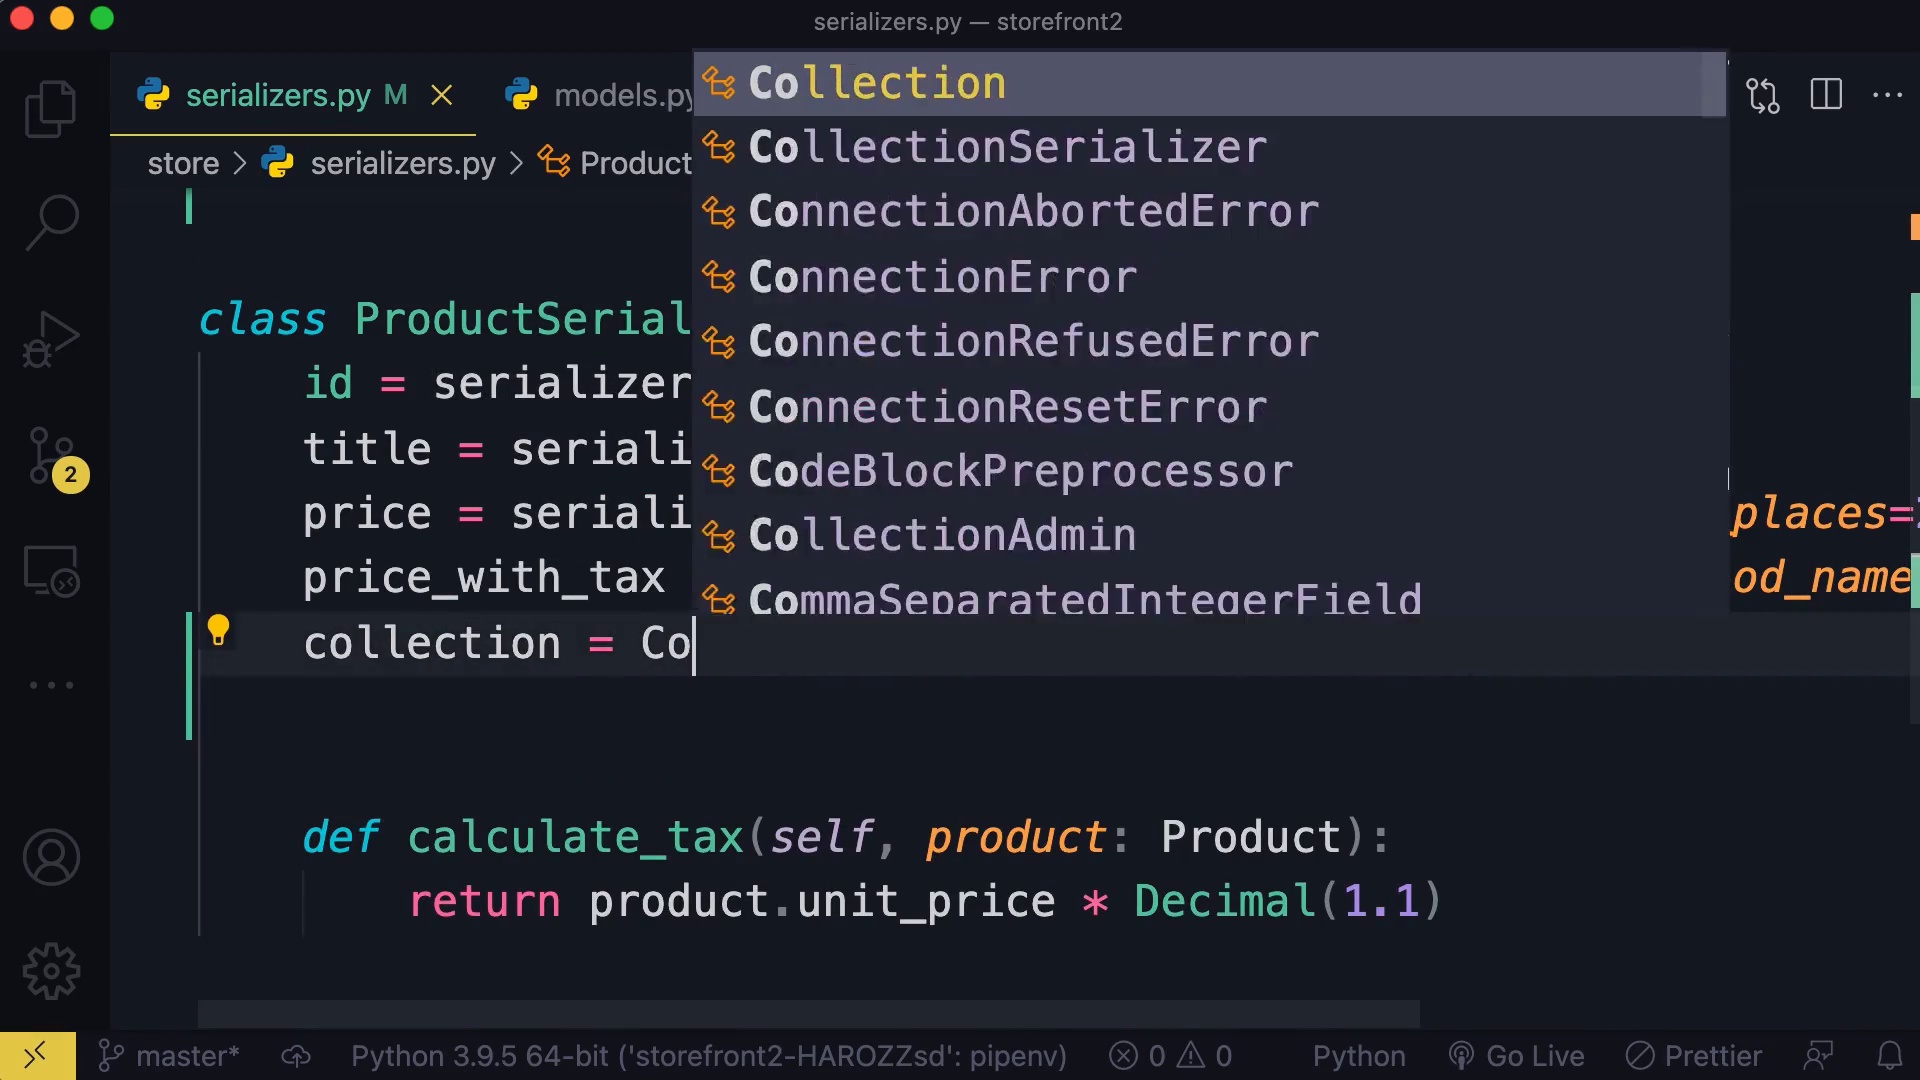 serializers.py — storefront2
serializers.py M
models.py
store > serializers.py > Product
Collection
CollectionSerializer
ConnectionAbortedError
ConnectionError
ConnectionRefusedError
ConnectionResetError
CodeBlockPreprocessor
CollectionAdmin
CommaSeparatedIntegerField
class ProductSerial
id = serializer
title = seriali
price = seriali
places=
price_with_tax
od_name
collection = Co
def calculate_tax(self, product: Product):
return product.unit_price * Decimal(1.1)
2
master* Python 3.9.5 64-bit ('storefront2-HAROZZsd': pipenv) 0 0 Python Go Live Prettier